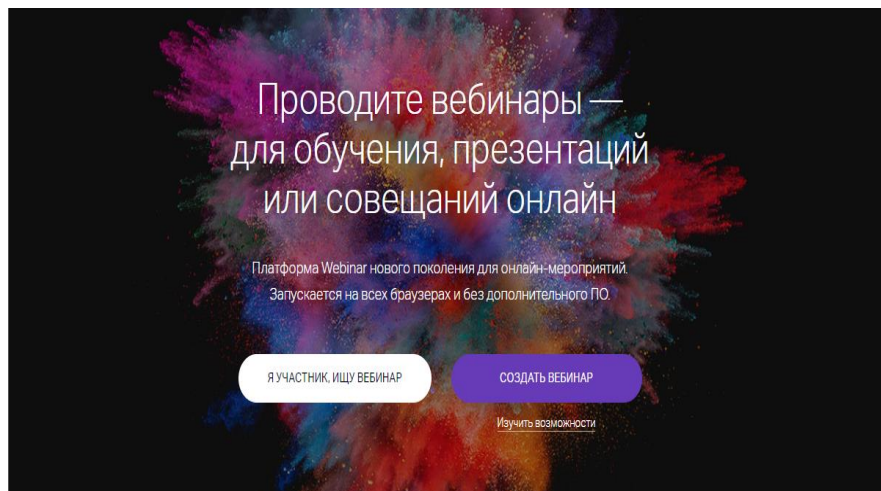 Проводите вебинары —
для обучения, презентаций
или совещаний онлайн
Платформа Webinar нового поколения для онлайн-мероприятий.
Запускается на всех браузерах и без дополнительного ПО.
Я УЧАСТНИК, ИЩУ ВЕБИНАР
СОЗДАТЬ ВЕБИНАР
Изучить возможности